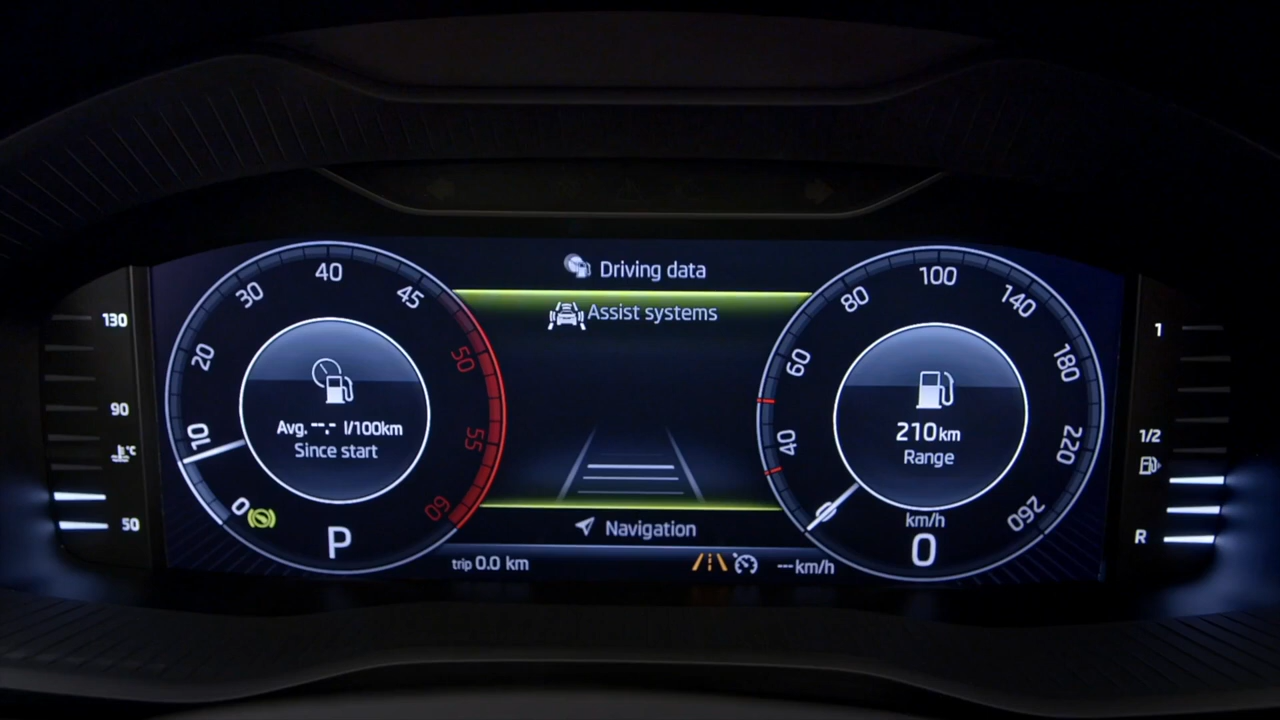 Driving data
Assist systems
Navigation
trip 0.0 km
---km/h
0
10
20
30
40
45
50
55
60
Avg. --.- l/100km
Since start
P
0
40
60
80
100
140
180
220
260
210 km
Range
km/h
0
130
90
°C
50
1
1/2
R